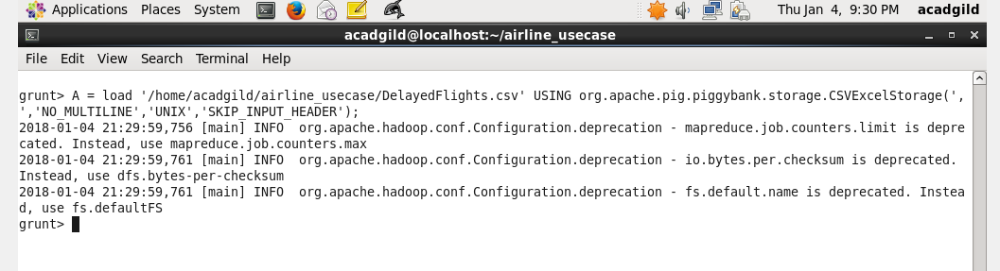 Applications Places System Thu Jan 4, 9:30 PM acadgild
acadgild@localhost:~/airline_usecase
File Edit View Search Terminal Help
grunt> A = load '/home/acadgild/airline_usecase/DelayedFlights.csv' USING org.apache.pig.piggybank.storage.CSVExcelStorage(',
','NO_MULTILINE','UNIX','SKIP_INPUT_HEADER');
2018-01-04 21:29:59,756 [main] INFO  org.apache.hadoop.conf.Configuration.deprecation - mapreduce.job.counters.limit is depre
cated. Instead, use mapreduce.job.counters.max
2018-01-04 21:29:59,761 [main] INFO  org.apache.hadoop.conf.Configuration.deprecation - io.bytes.per.checksum is deprecated.
Instead, use dfs.bytes-per-checksum
2018-01-04 21:29:59,761 [main] INFO  org.apache.hadoop.conf.Configuration.deprecation - fs.default.name is deprecated. Instea
d, use fs.defaultFS
grunt>